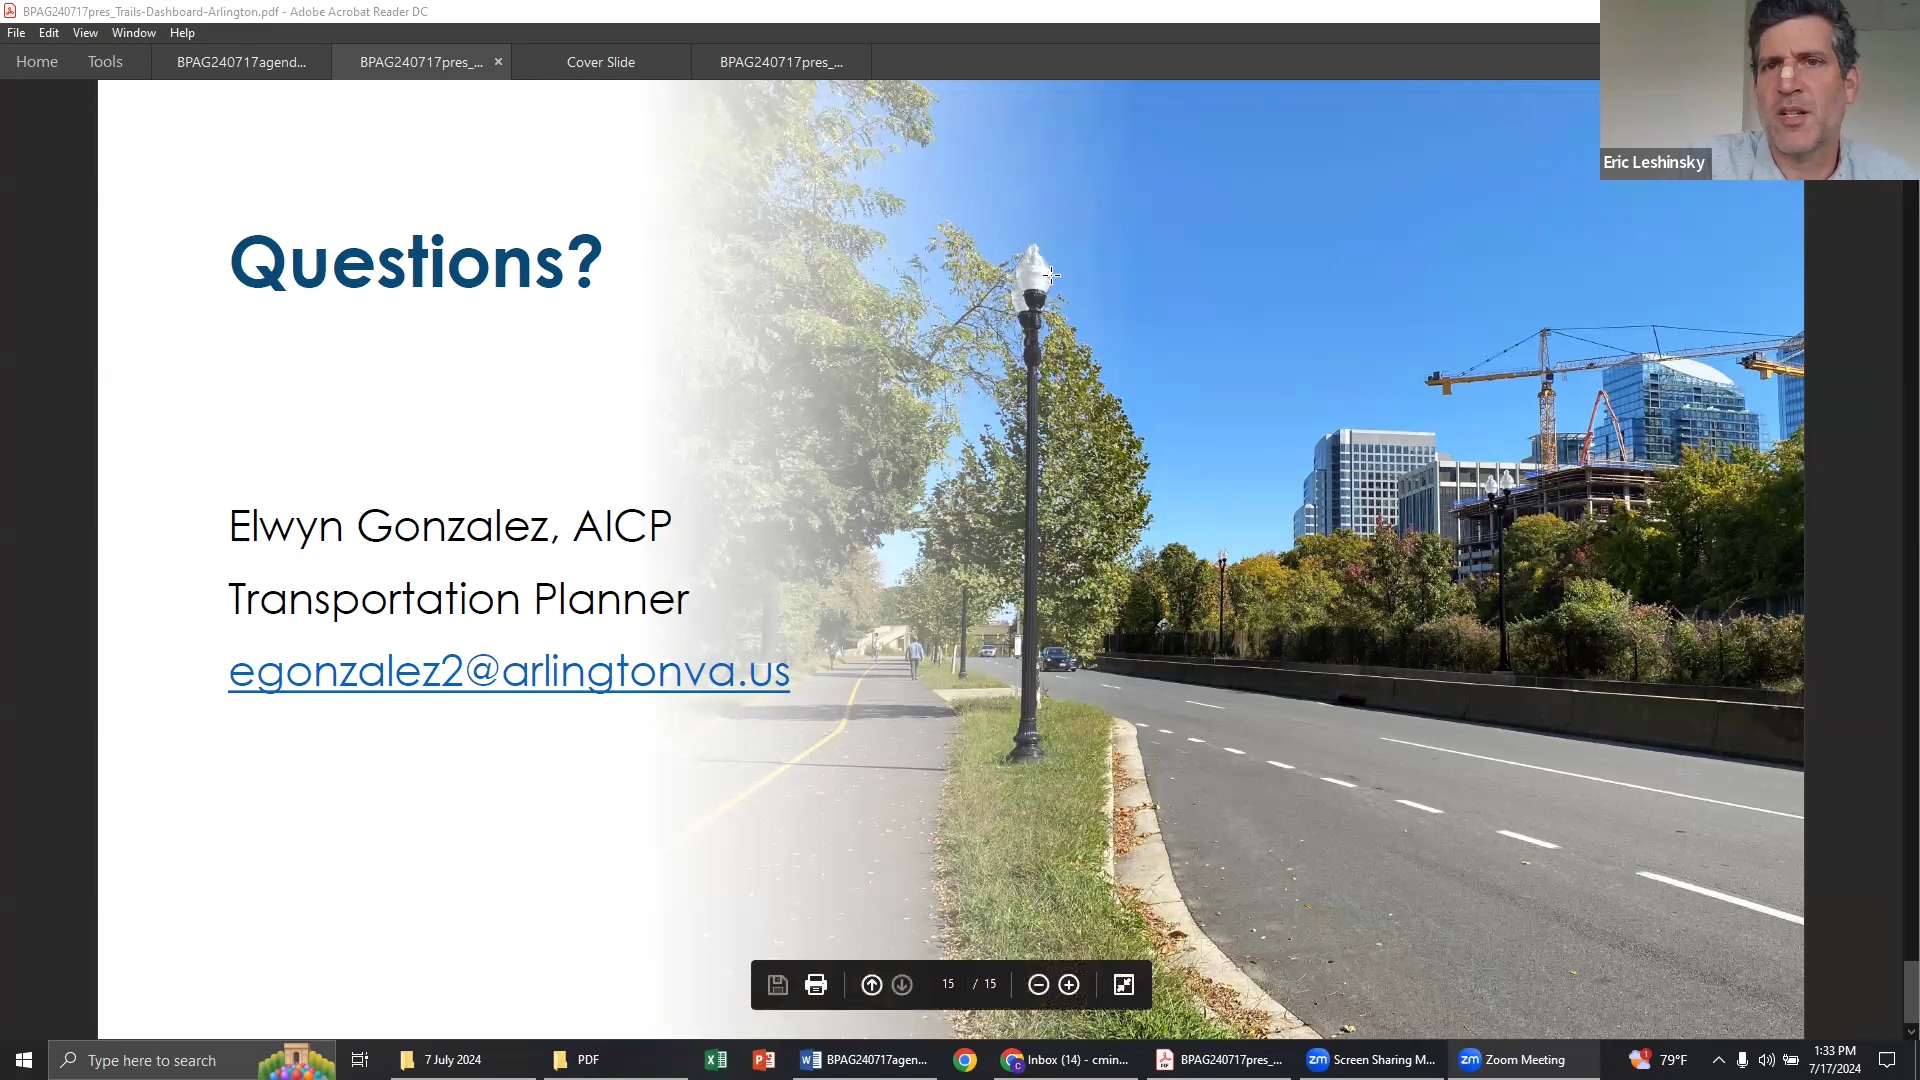 BPAG240717pres_Trails-Dashboard-Arlington.pdf - Adobe Acrobat Reader DC
File Edit View Window Help
Home Tools BPAG240717agend... BPAG240717pres_... × Cover Slide BPAG240717pres_...
Eric Leshinsky
Questions?
Elwyn Gonzalez, AICP
Transportation Planner
egonzalez2@arlingtonva.us
15 / 15
Type here to search 7 July 2024 PDF BPAG240717agen... Inbox (14) - cmin... BPAG240717pres_... zm Screen Sharing M... zm Zoom Meeting 1 79°F 1:33 PM
7/17/2024